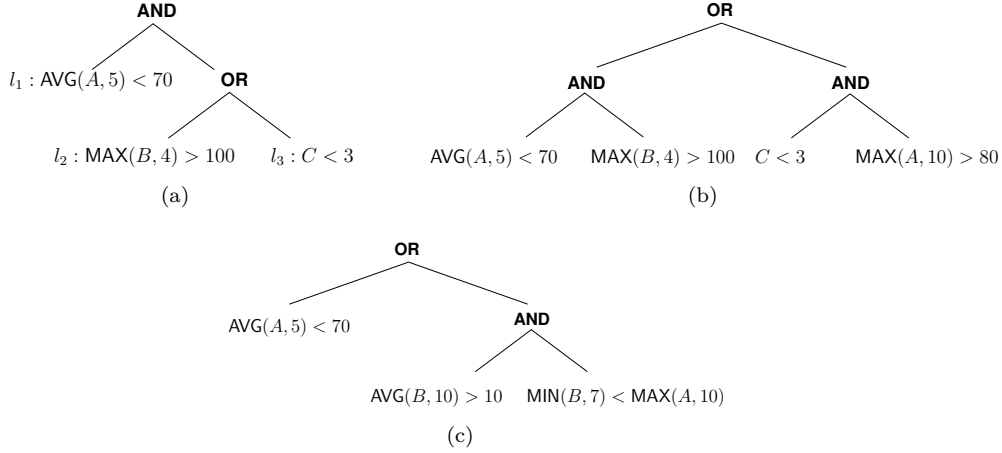 AND
l₁ : AVG(A, 5) < 70
OR
l₂ : MAX(B, 4) > 100
l₃ : C < 3
(a)
OR
AND
AND
AVG(A, 5) < 70
MAX(B, 4) > 100
C < 3
MAX(A, 10) > 80
(b)
OR
AVG(A, 5) < 70
AND
AVG(B, 10) > 10
MIN(B, 7) < MAX(A, 10)
(c)